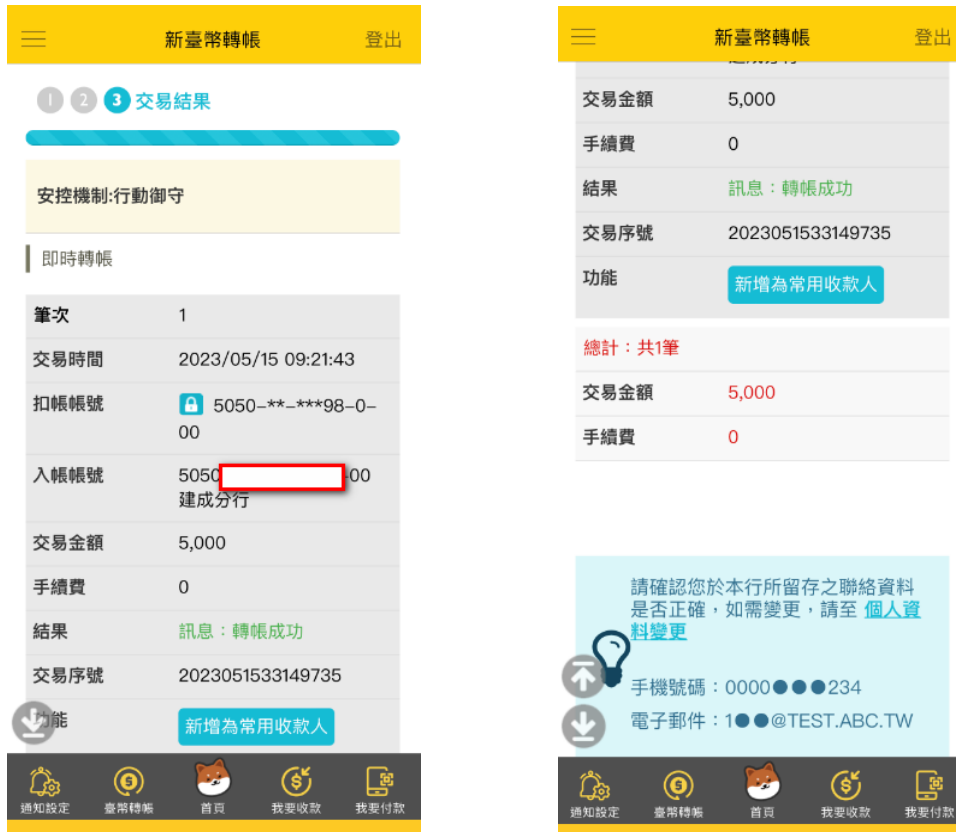 新臺幣轉帳
登出
1 2 3 交易結果
安控機制:行動御守
即時轉帳
筆次 1
交易時間 2023/05/15 09:21:43
扣帳帳號 5050-**-***98-0-
00
入帳帳號 5050 -00
建成分行
交易金額 5,000
手續費 0
結果 訊息：轉帳成功
交易序號 2023051533149735
功能 新增為常用收款人
通知設定 臺幣轉帳 首頁 我要收款 我要付款
新臺幣轉帳
登出
交易金額 5,000
手續費 0
結果 訊息：轉帳成功
交易序號 2023051533149735
功能 新增為常用收款人
總計：共1筆
交易金額 5,000
手續費 0
請確認您於本行所留存之聯絡資料
是否正確，如需變更，請至 個人資
料變更
手機號碼：0000●●●234
電子郵件：1●●@TEST.ABC.TW
通知設定 臺幣轉帳 首頁 我要收款 我要付款